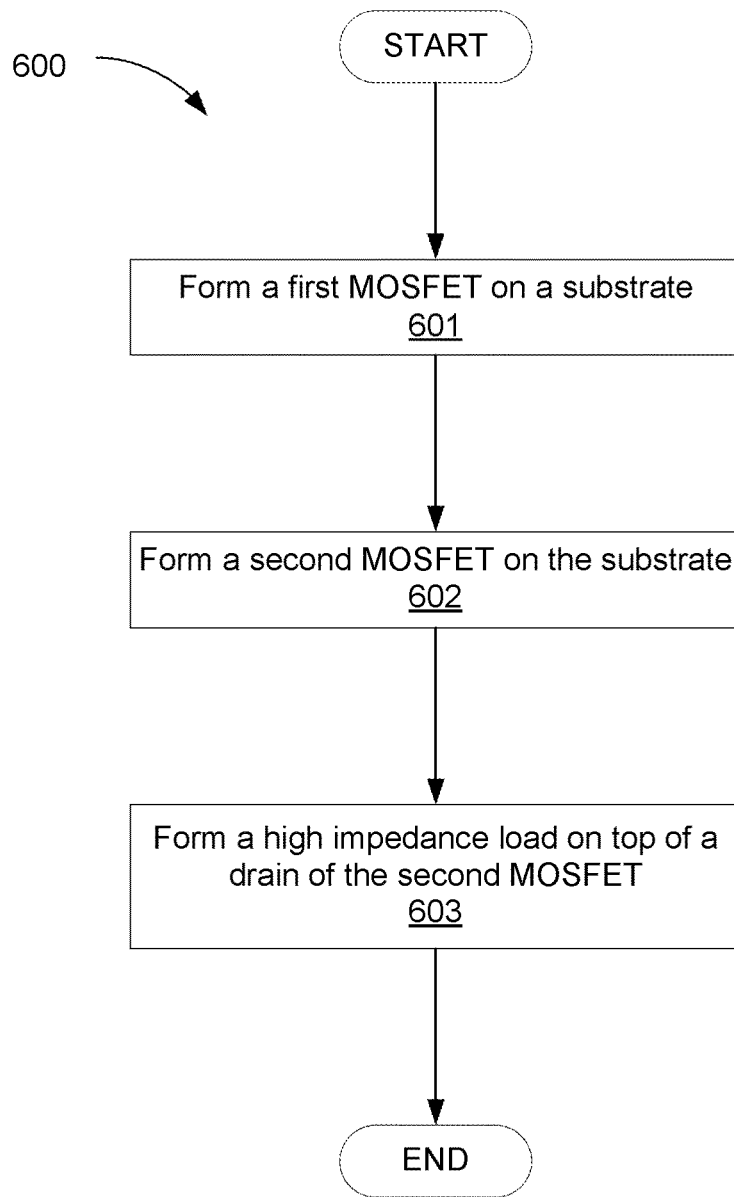 START
600
Form a first MOSFET on a substrate
601
Form a second MOSFET on the substrate
602
Form a high impedance load on top of a
drain of the second MOSFET
603
END